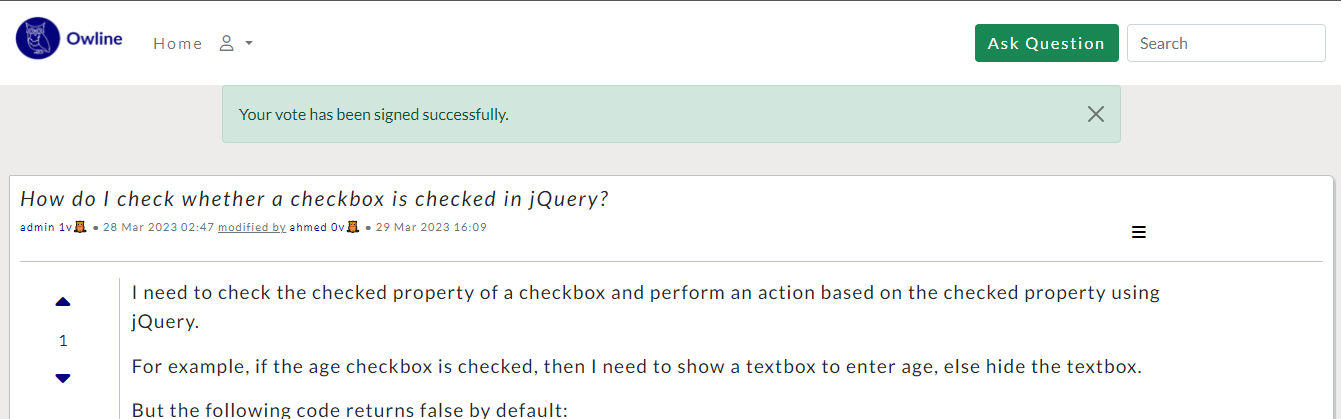 Owline
Home
Ask Question
Search
Your vote has been signed successfully.
How do I check whether a checkbox is checked in jQuery?
admin 1v • 28 Mar 2023 02:47 modified by ahmed 0v • 29 Mar 2023 16:09
I need to check the checked property of a checkbox and perform an action based on the checked property using
jQuery.
1
For example, if the age checkbox is checked, then I need to show a textbox to enter age, else hide the textbox.
But the following code returns false by default: